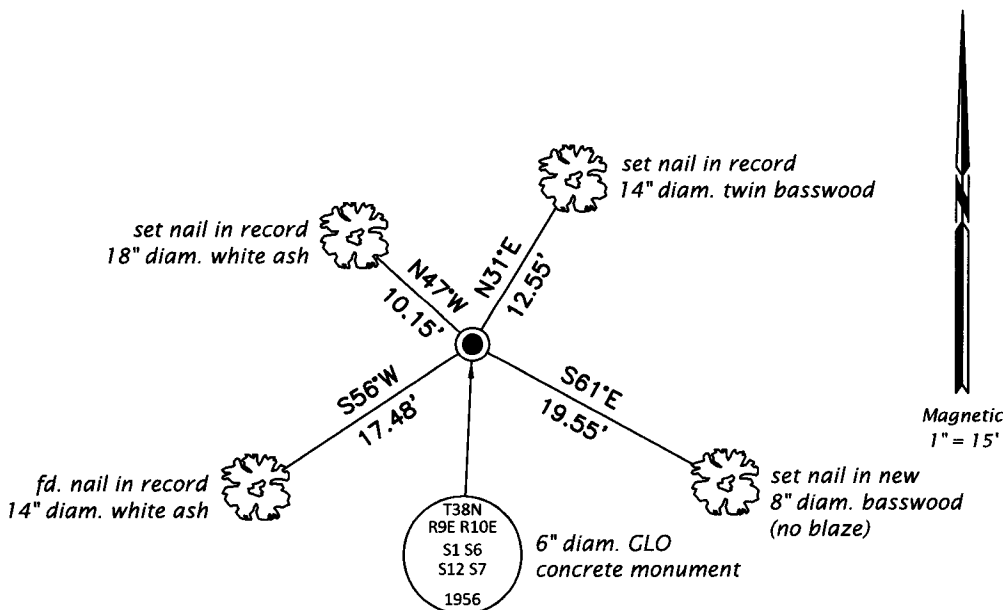 set nail in record
14" diam. twin basswood
set nail in record
18" diam. white ash
N47°W
10.15'
N31°E
12.55'
S56°W
17.48'
S61°E
19.55'
N
Magnetic
1" = 15'
fd. nail in record
14" diam. white ash
set nail in new
8" diam. basswood
(no blaze)
T38N
R9E R10E
S1 S6
S12 S7
1956
6" diam. GLO
concrete monument